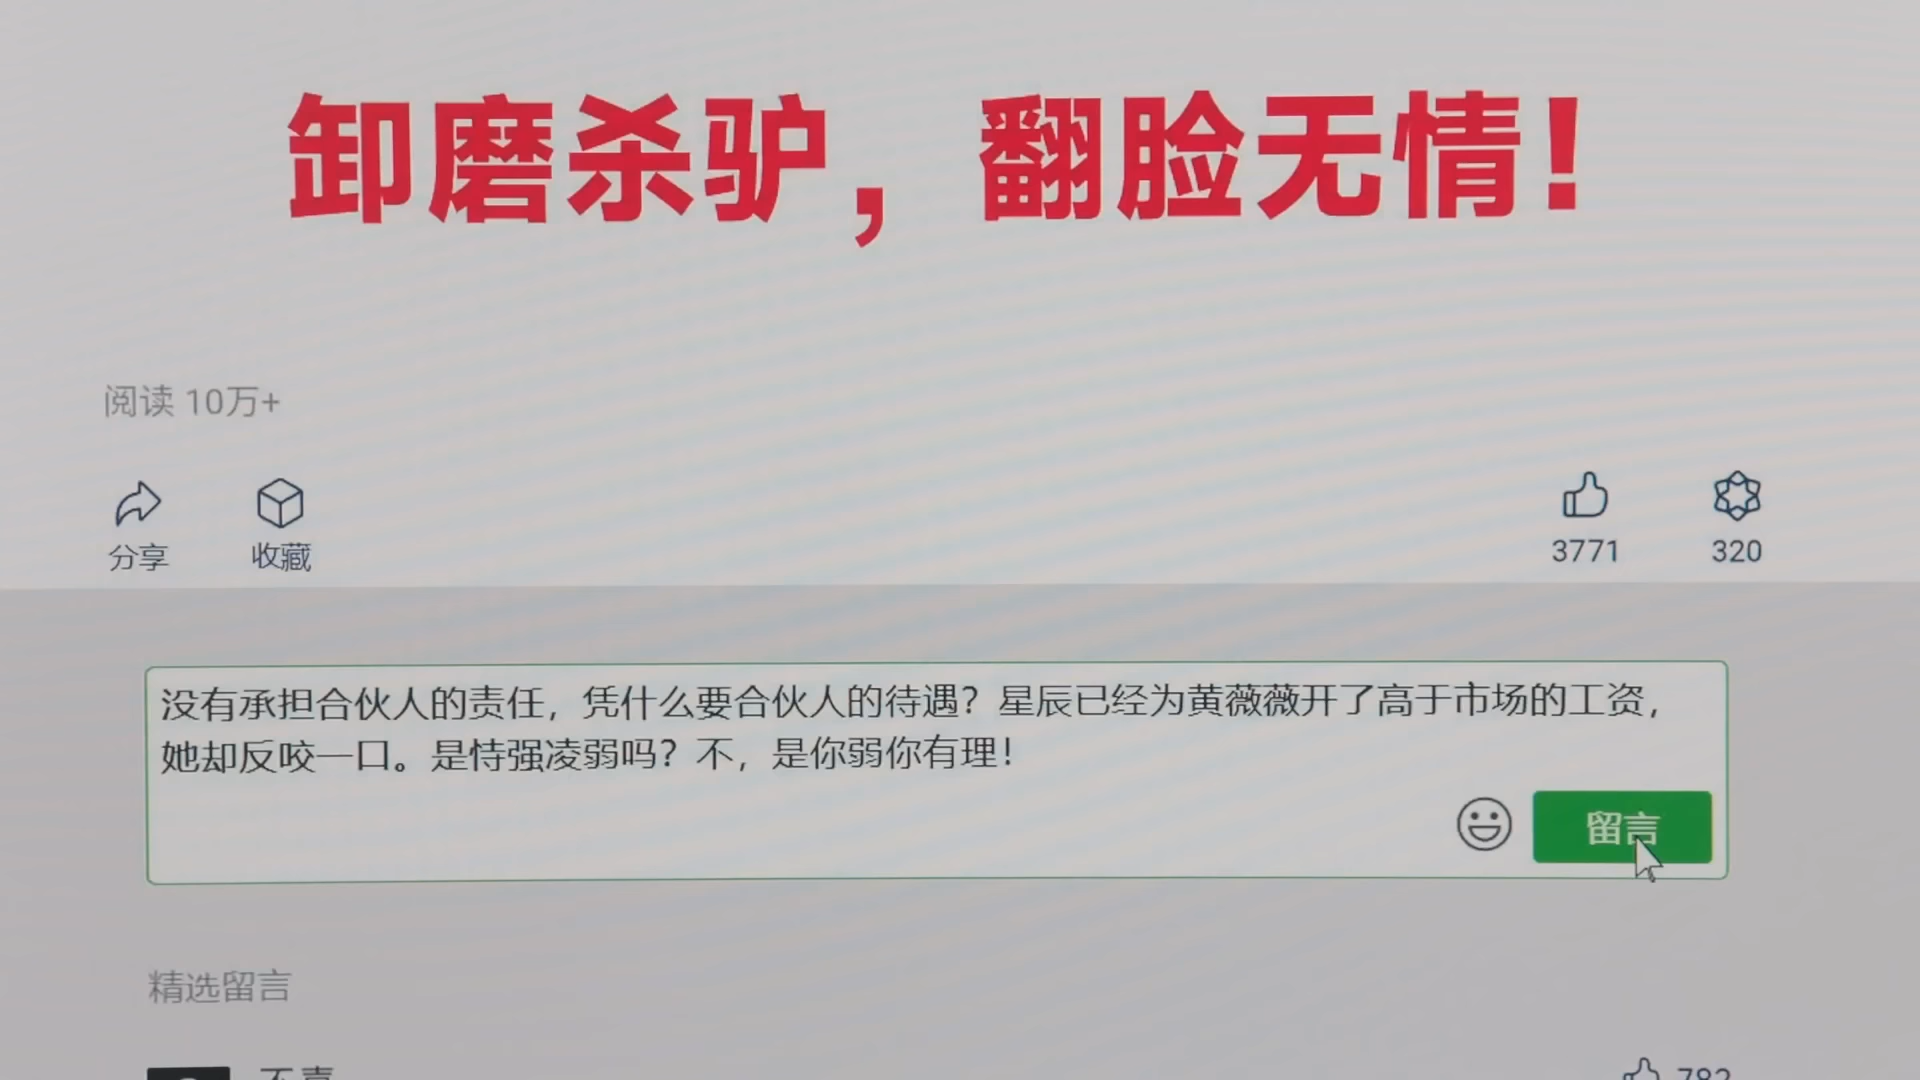 卸磨杀驴，翻脸无情！
阅读 10万+
分享 收藏 3771 320
没有承担合伙人的责任，凭什么要合伙人的待遇？星辰已经为黄薇薇开了高于市场的工资，
她却反咬一口。是恃强凌弱吗？不，是你弱你有理！
留言
精选留言
782